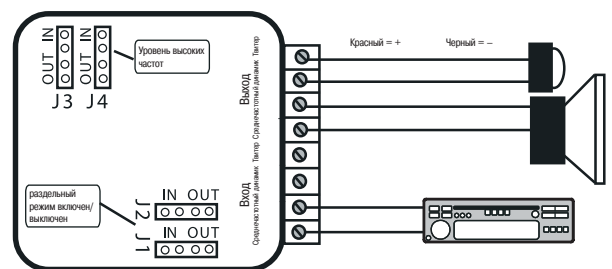 OUT IN
OUT IN
J3
J4
Уровень высоких
частот
Красный = +
Черный = –
Выход
Среднечастотный динамик Твитер
Вход
Среднечастотный динамик Твитер
раздельный
режим включен/
выключен
IN OUT
J2
IN OUT
J1